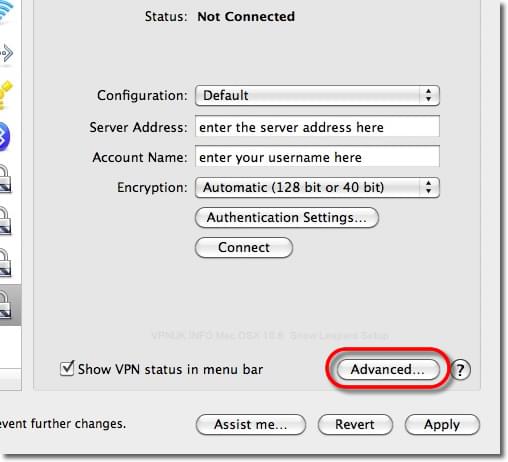 Status: Not Connected
Configuration: Default
Server Address: enter the server address here
Account Name: enter your username here
Encryption: Automatic (128 bit or 40 bit)
Authentication Settings...
Connect
VPNUK INFO Mac OSX 10.6 Snow Leopard Setup
Show VPN status in menu bar
Advanced...
?
event further changes.
Assist me...
Revert
Apply